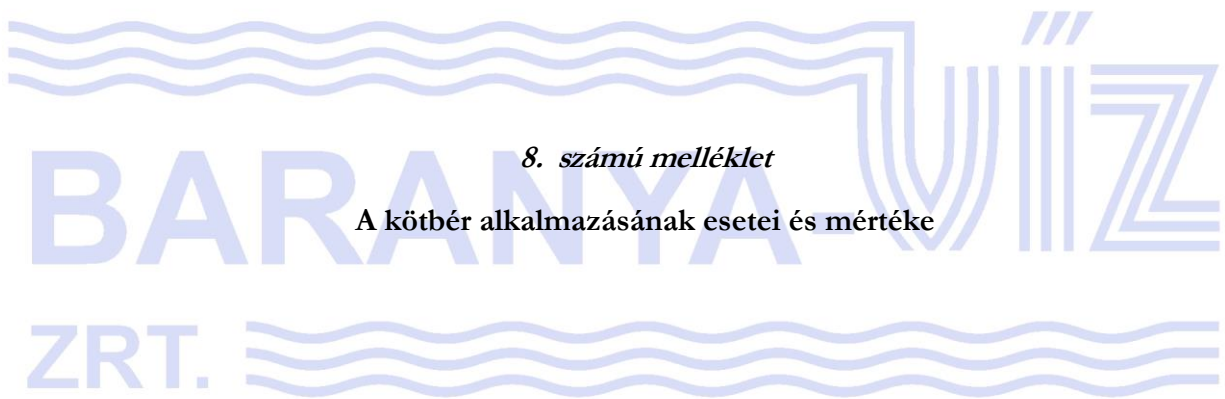 8. számú melléklet
A kötbér alkalmazásának esetei és mértéke
BARANYA-VÍZ
ZRT.